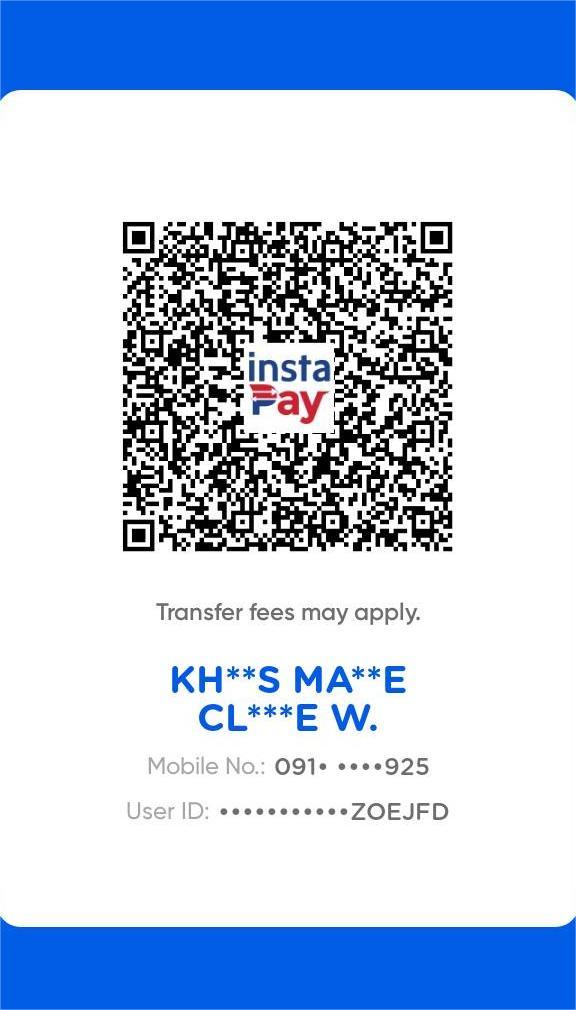 insta
Pay
Transfer fees may apply.
KH**S MA**E
CL***E W.
Mobile No.: 091• ••••925
User ID: •••••••••••ZOEJFD